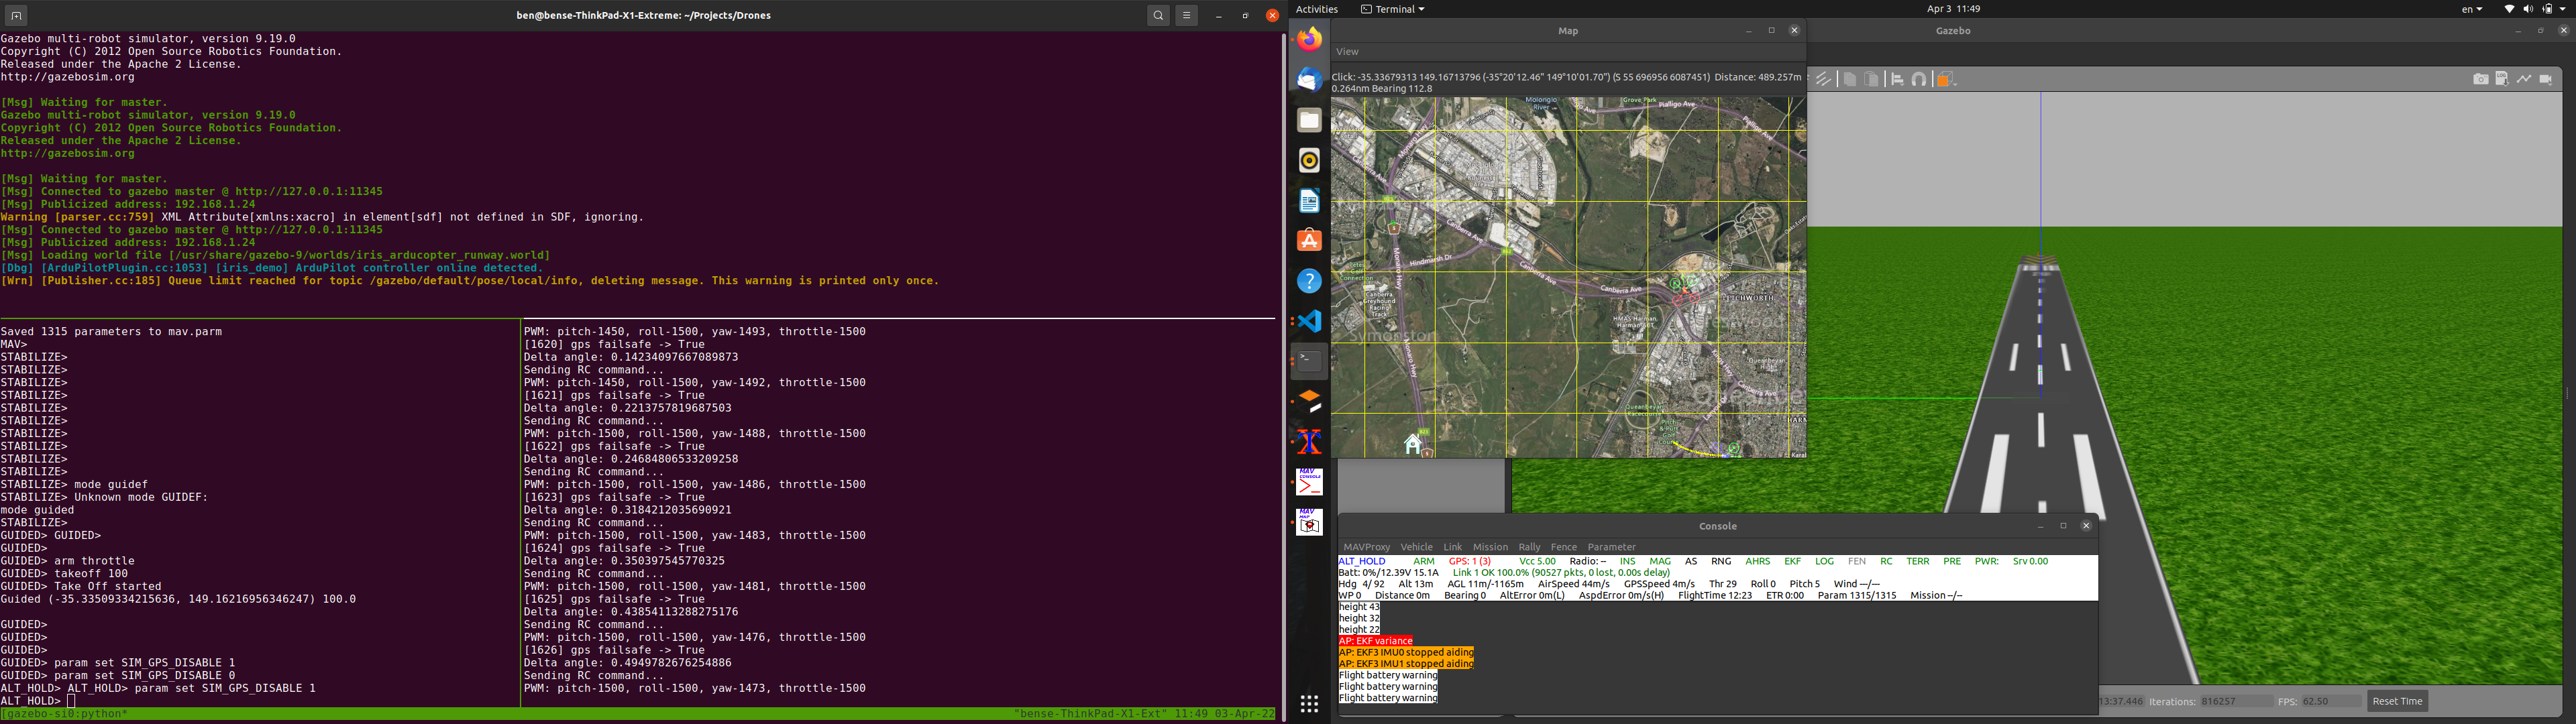 ben@bense-ThinkPad-X1-Extreme: ~/Projects/Drones
Gazebo multi-robot simulator, version 9.19.0
Copyright (C) 2012 Open Source Robotics Foundation.
Released under the Apache 2 License.
http://gazebosim.org
[Msg] Waiting for master.
Gazebo multi-robot simulator, version 9.19.0
Copyright (C) 2012 Open Source Robotics Foundation.
Released under the Apache 2 License.
http://gazebosim.org
[Msg] Waiting for master.
[Msg] Connected to gazebo master @ http://127.0.0.1:11345
[Msg] Publicized address: 192.168.1.24
Warning [parser.cc:759] XML Attribute[xmlns:xacro] in element[sdf] not defined in SDF, ignoring.
[Msg] Connected to gazebo master @ http://127.0.0.1:11345
[Msg] Publicized address: 192.168.1.24
[Msg] Loading world file [/usr/share/gazebo-9/worlds/iris_arducopter_runway.world]
[Dbg] [ArduPilotPlugin.cc:1053] [iris_demo] ArduPilot controller online detected.
[Wrn] [Publisher.cc:185] Queue limit reached for topic /gazebo/default/pose/local/info, deleting message. This warning is printed only once.
Saved 1315 parameters to mav.parm
MAV>
STABILIZE>
STABILIZE>
STABILIZE>
STABILIZE>
STABILIZE>
STABILIZE>
STABILIZE>
STABILIZE>
STABILIZE>
STABILIZE>
STABILIZE> mode guidef
STABILIZE> Unknown mode GUIDEF:
mode guided
STABILIZE>
GUIDED> GUIDED>
GUIDED>
GUIDED> arm throttle
GUIDED> takeoff 100
GUIDED> Take Off started
Guided (-35.33509334215636, 149.16216956346247) 100.0
GUIDED>
GUIDED>
GUIDED>
GUIDED> param set SIM_GPS_DISABLE 1
GUIDED> param set SIM_GPS_DISABLE 0
ALT_HOLD> ALT_HOLD> param set SIM_GPS_DISABLE 1
ALT_HOLD>
PWM: pitch-1450, roll-1500, yaw-1493, throttle-1500
[1620] gps failsafe -> True
Delta angle: 0.14234097667089873
Sending RC command...
PWM: pitch-1450, roll-1500, yaw-1492, throttle-1500
[1621] gps failsafe -> True
Delta angle: 0.2213757819687503
Sending RC command...
PWM: pitch-1500, roll-1500, yaw-1488, throttle-1500
[1622] gps failsafe -> True
Delta angle: 0.24684806533209258
Sending RC command...
PWM: pitch-1500, roll-1500, yaw-1486, throttle-1500
[1623] gps failsafe -> True
Delta angle: 0.3184212035690921
Sending RC command...
PWM: pitch-1500, roll-1500, yaw-1483, throttle-1500
[1624] gps failsafe -> True
Delta angle: 0.350397545770325
Sending RC command...
PWM: pitch-1500, roll-1500, yaw-1480, throttle-1500
[1625] gps failsafe -> True
Delta angle: 0.43854113288275176
Sending RC command...
PWM: pitch-1500, roll-1500, yaw-1476, throttle-1500
[1626] gps failsafe -> True
Delta angle: 0.4949782676254886
Sending RC command...
PWM: pitch-1500, roll-1500, yaw-1473, throttle-1500
[gazebo-si0:python*
"bense-ThinkPad-X1-Ext" 11:49 03-Apr-22
Activities
Terminal
Apr 3 11:49
en
Map
View
Click: -35.33679313 149.16713796 (-35°20'12.46" 149°10'01.70") (S 55 696956 6087451) Distance: 489.257m
0.264nm Bearing 112.8
Molonglo
River
Grove Park
Pialligo Ave
Pialligo Ave
Monaro Hwy
Canberra Ave
Hindmarsh Dr
Canberra Ave
Canberra Ave
Monaro Hwy
Canberra
Greyhound
Racing
Track
Symonston
Monaro Hwy
HMAS Harman,
Queanbeyan
Racecourse
Gazebo
Console
MAVProxy Vehicle Link Mission Rally Fence Parameter
ALT_HOLD ARM GPS: 1 (3) Vcc 5.00 Radio: -- INS MAG AS RNG AHRS EKF LOG FEN RC TERR PRE PWR: Srv 0.00
Batt: 0%/12.39V 15.1A Link 1 OK 100.0% (90527 pkts, 0 lost, 0.00s delay)
Hdg 4/ 92 Alt 13m AGL 11m/-1165m AirSpeed 44m/s GPSSpeed 4m/s Thr 29 Roll 0 Pitch 5 Wind ---/---
WP 0 Distance 0m Bearing 0 AltError 0m(L) AspdError 0m/s(H) FlightTime 12:23 ETR 0:00 Param 1315/1315 Mission --/--
height 43
height 32
height 22
AP: EKF variance
AP: EKF3 IMU0 stopped aiding
AP: EKF3 IMU1 stopped aiding
Flight battery warning
Flight battery warning
Flight battery warning
13:37.446 Iterations: 816257 FPS: 62.50 Reset Time